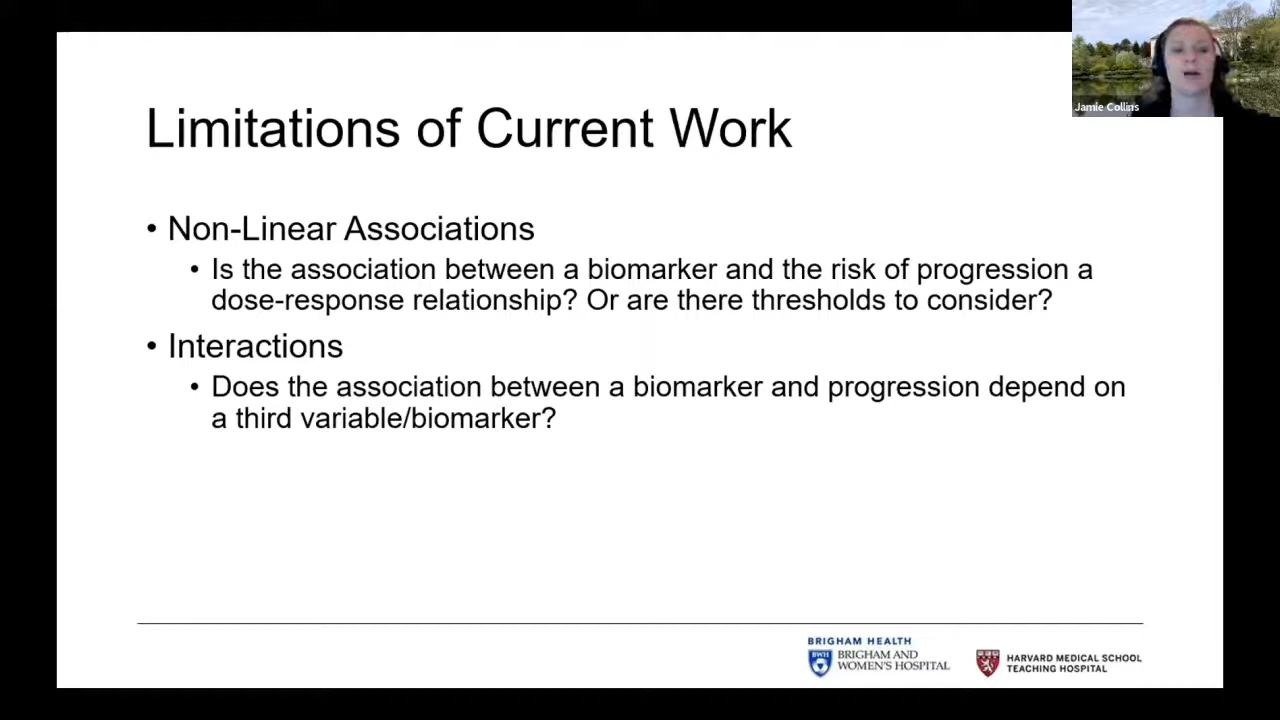 Jamie Collins
Limitations of Current Work
• Non-Linear Associations
• Is the association between a biomarker and the risk of progression a
dose-response relationship? Or are there thresholds to consider?
• Interactions
• Does the association between a biomarker and progression depend on
a third variable/biomarker?
BRIGHAM HEALTH
BWH
BRIGHAM AND
WOMEN'S HOSPITAL
HARVARD MEDICAL SCHOOL
TEACHING HOSPITAL